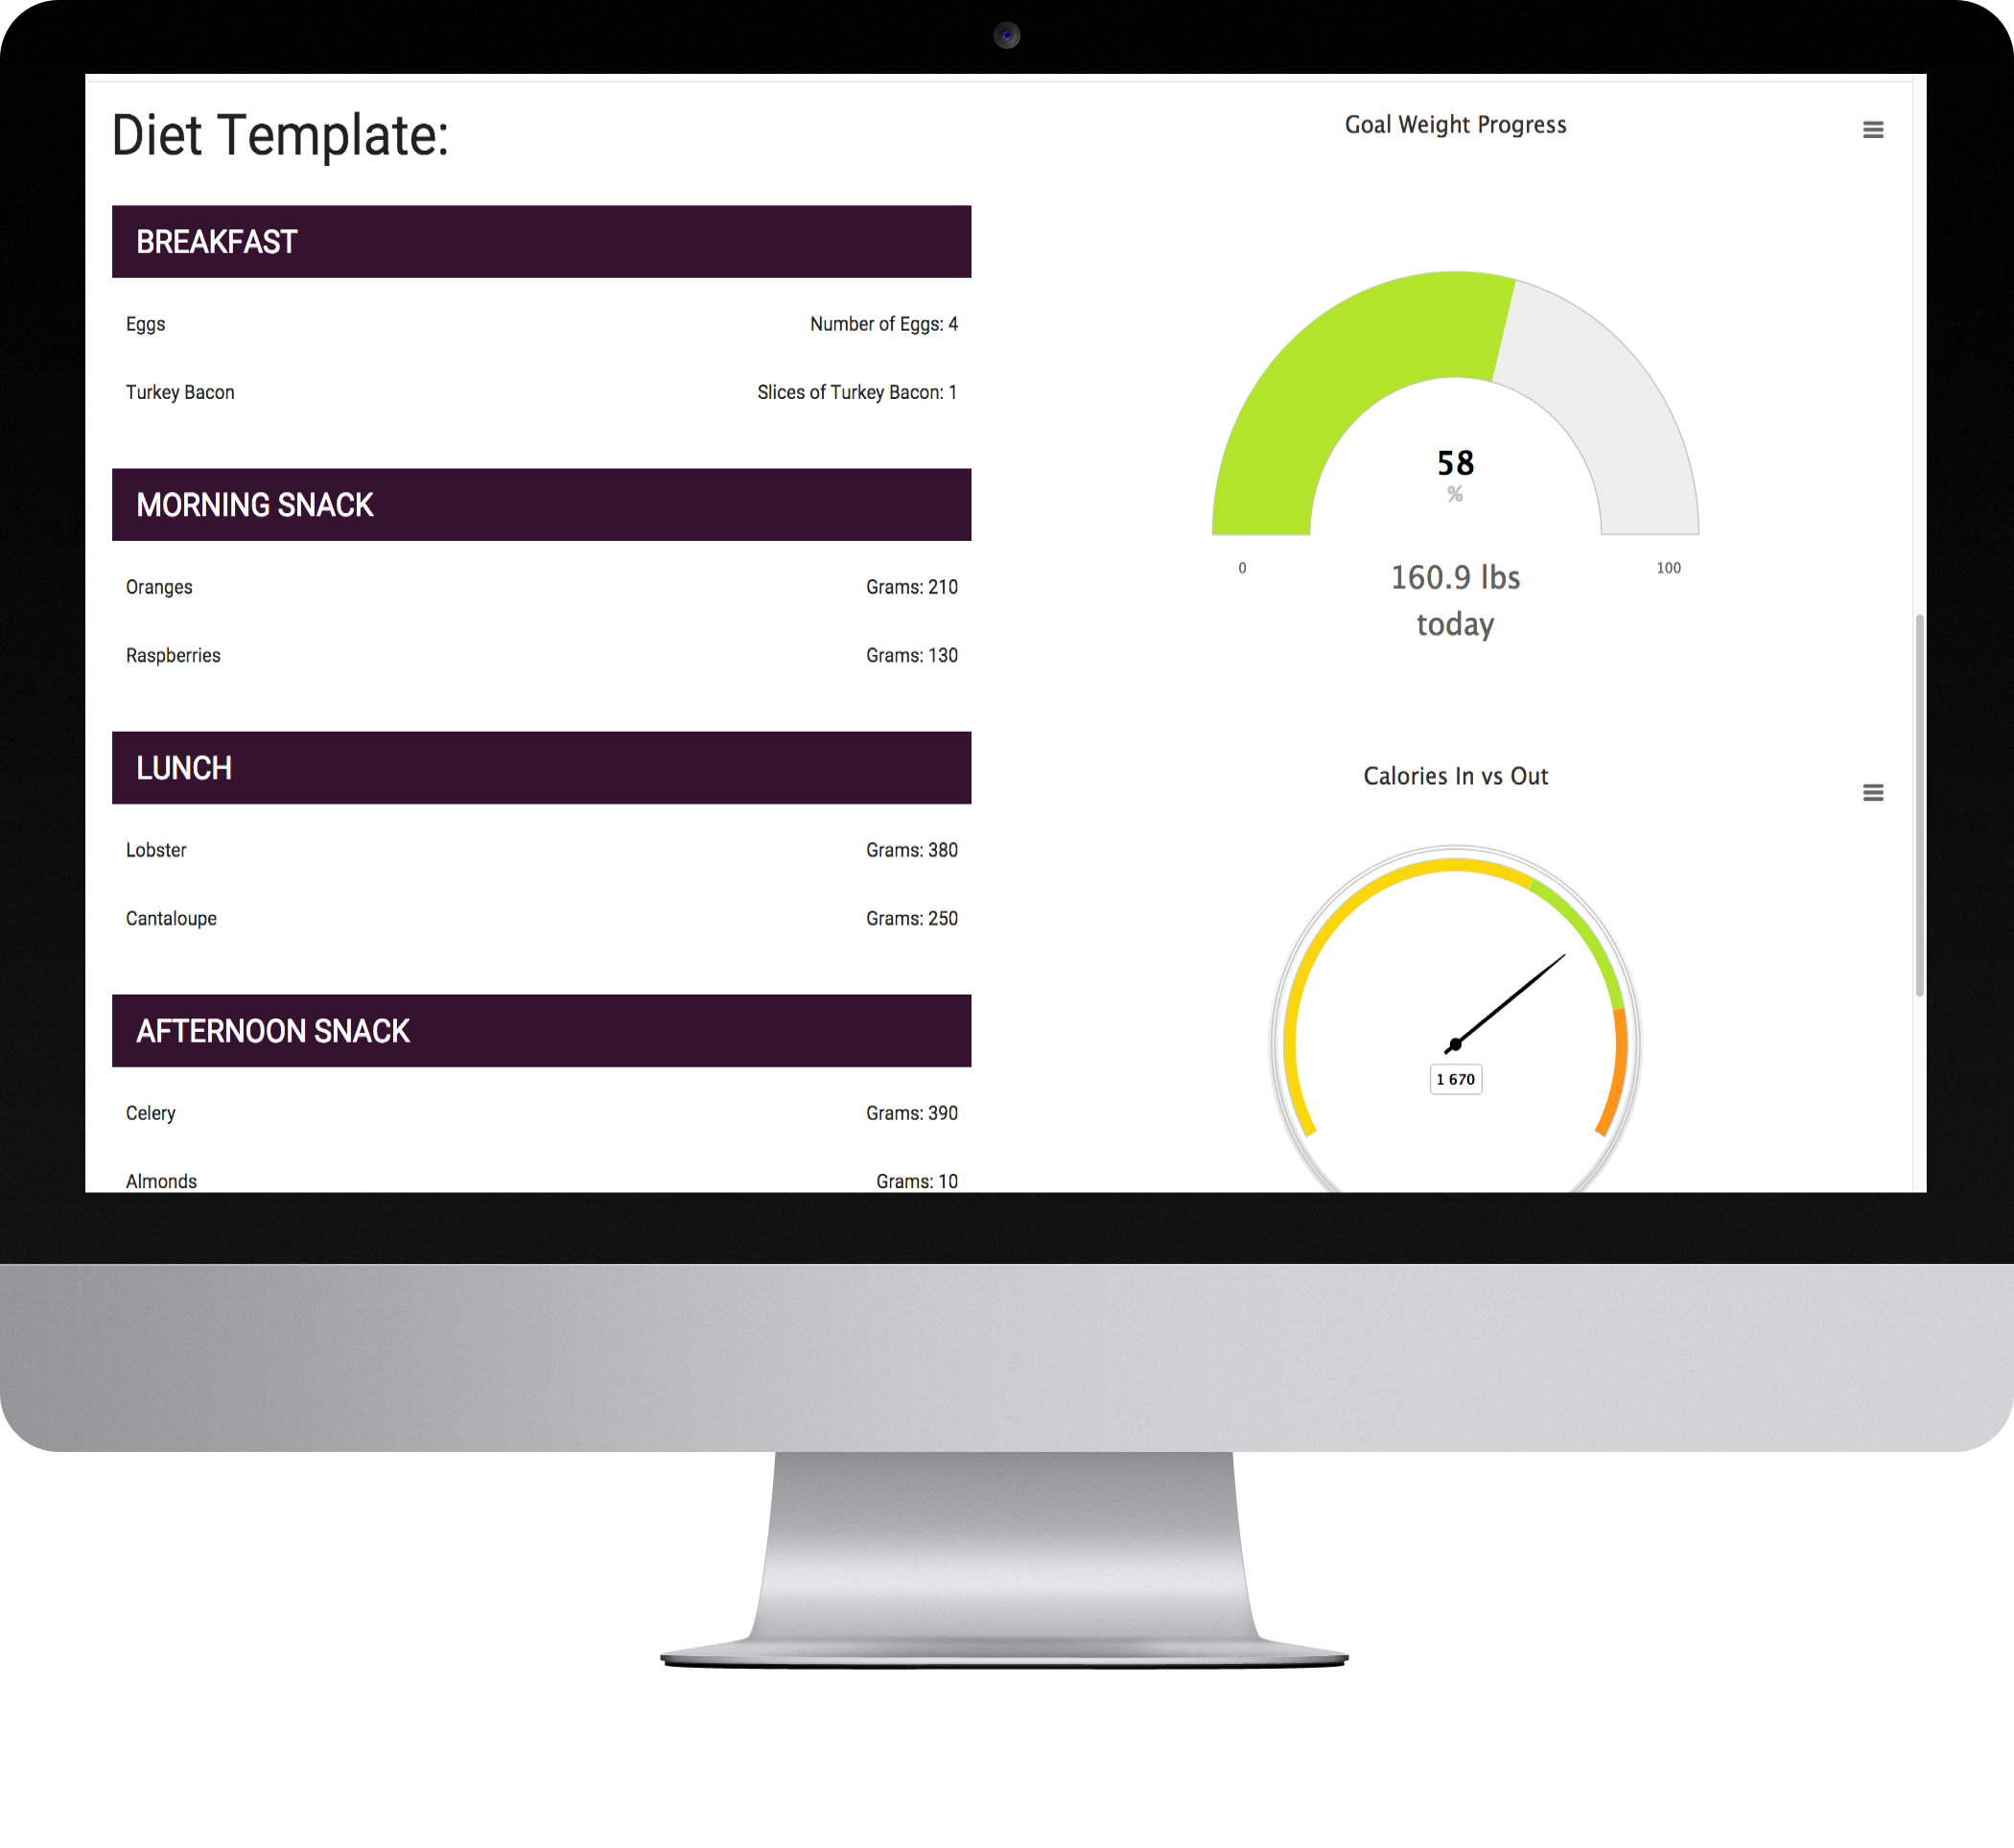 Diet Template:
BREAKFAST
Eggs Number of Eggs: 4
Turkey Bacon Slices of Turkey Bacon: 1
MORNING SNACK
Oranges Grams: 210
Raspberries Grams: 130
LUNCH
Lobster Grams: 380
Cantaloupe Grams: 250
AFTERNOON SNACK
Celery Grams: 390
Almonds Grams: 10
Goal Weight Progress
58
%
0 100
160.9 lbs
today
Calories In vs Out
1 670